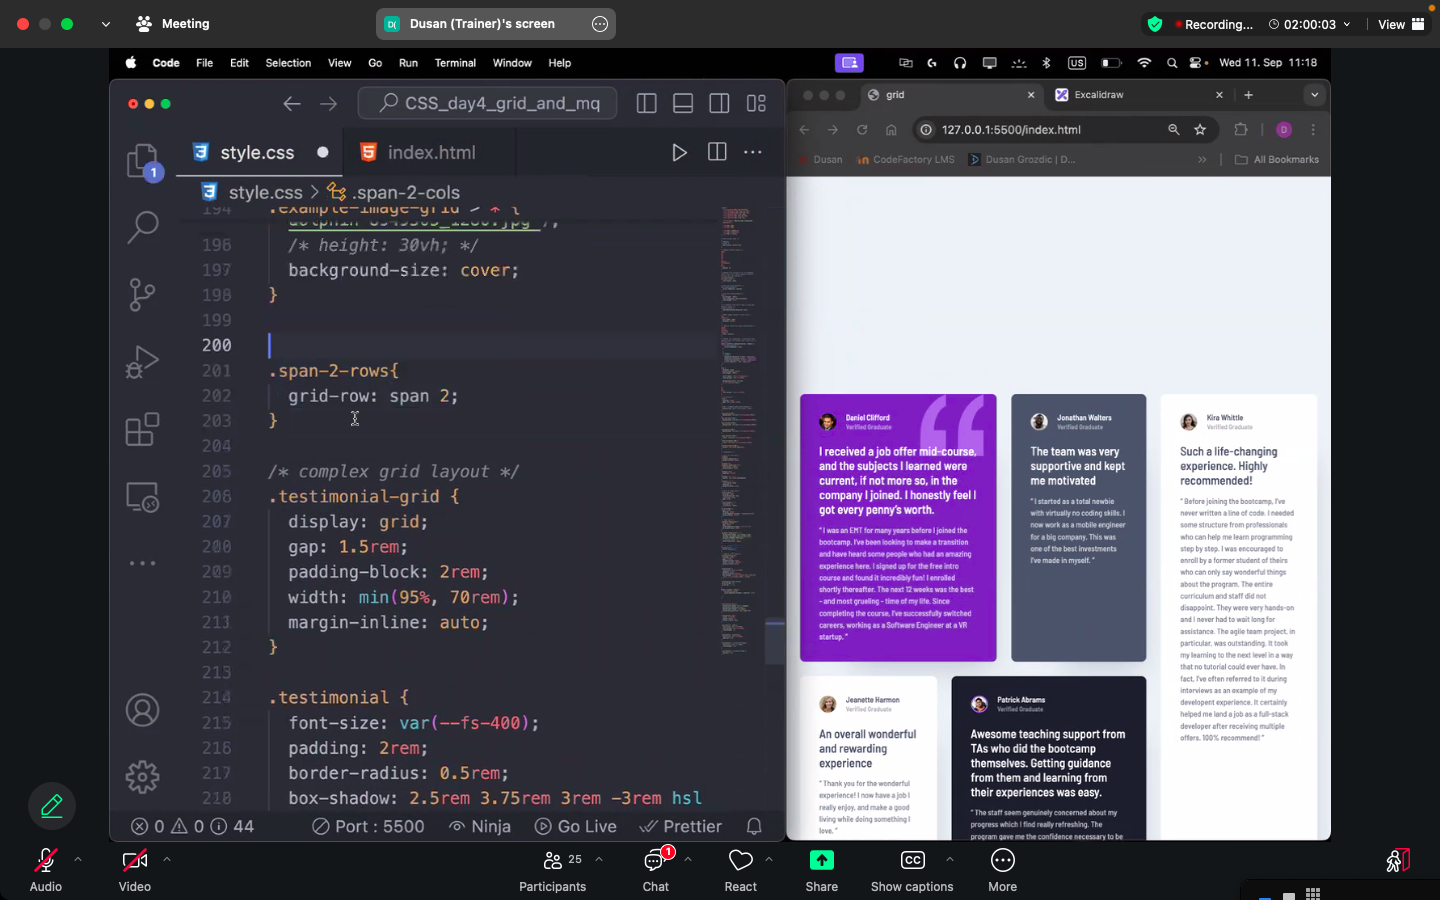 Meeting
D( Dusan (Trainer)'s screen
Recording...
02:00:03
View
Code File Edit Selection View Go Run Terminal Window Help
US
Wed 11. Sep 11:18
CSS_day4_grid_and_mq
style.css
index.html
style.css > .span-2-cols
194 .example-image-grid > * {
dolphin-8949365_1280.jpg");
196 /* height: 30vh; */
197 background-size: cover;
198 }
199
200
201 .span-2-rows{
202 grid-row: span 2;
203 }
204
205 /* complex grid layout */
206 .testimonial-grid {
207 display: grid;
208 gap: 1.5rem;
209 padding-block: 2rem;
210 width: min(95%, 70rem);
211 margin-inline: auto;
212 }
213
214 .testimonial {
215 font-size: var(--fs-400);
216 padding: 2rem;
217 border-radius: 0.5rem;
218 box-shadow: 2.5rem 3.75rem 3rem -3rem hsl
1
0 0 44
Port : 5500
Ninja
Go Live
Prettier
grid
Excalidraw
127.0.0.1:5500/index.html
D
Dusan
CodeFactory LMS
Dusan Grozdic | D...
All Bookmarks
Daniel Clifford
Verified Graduate
I received a job offer mid-course,
and the subjects I learned were
current, if not more so, in the
company I joined. I honestly feel I
got every penny's worth.
" I was an EMT for many years before I joined the
bootcamp. I've been looking to make a transition
and have heard some people who had an amazing
experience here. I signed up for the free intro
course and found it incredibly fun! I enrolled
shortly thereafter. The next 12 weeks was the best
- and most grueling - time of my life. Since
completing the course, I've successfully switched
careers, working as a Software Engineer at a VR
startup. "
Jonathan Walters
Verified Graduate
The team was very
supportive and kept
me motivated
" I started as a total newbie
with virtually no coding skills. I
now work as a mobile engineer
for a big company. This was
one of the best investments
I've made in myself. "
Kira Whittle
Verified Graduate
Such a life-changing
experience. Highly
recommended!
" Before joining the bootcamp, I've
never written a line of code. I needed
some structure from professionals
who can help me learn programming
step by step. I was encouraged to
enroll by a former student of theirs
who can only say wonderful things
about the program. The entire
curriculum and staff did not
disappoint. They were very hands-on
and I never had to wait long for
assistance. The agile team project, in
particular, was outstanding. It took
my learning to the next level in a way
that no tutorial could ever have. In
fact, I've often referred to it during
interviews as an example of my
developent experience. It certainly
helped me land a job as a full-stack
developer after receiving multiple
offers. 100% recommend! "
Jeanette Harmon
Verified Graduate
An overall wonderful
and rewarding
experience
" Thank you for the wonderful
experience! I now have a job I
really enjoy, and make a good
living while doing something I
love. "
Patrick Abrams
Verified Graduate
Awesome teaching support from
TAs who did the bootcamp
themselves. Getting guidance
from them and learning from
their experiences was easy.
" The staff seem genuinely concerned about my
progress which I find really refreshing. The
program gave me the confidence necessary to be
Audio
Video
25
Participants
1
Chat
React
Share
CC
Show captions
More